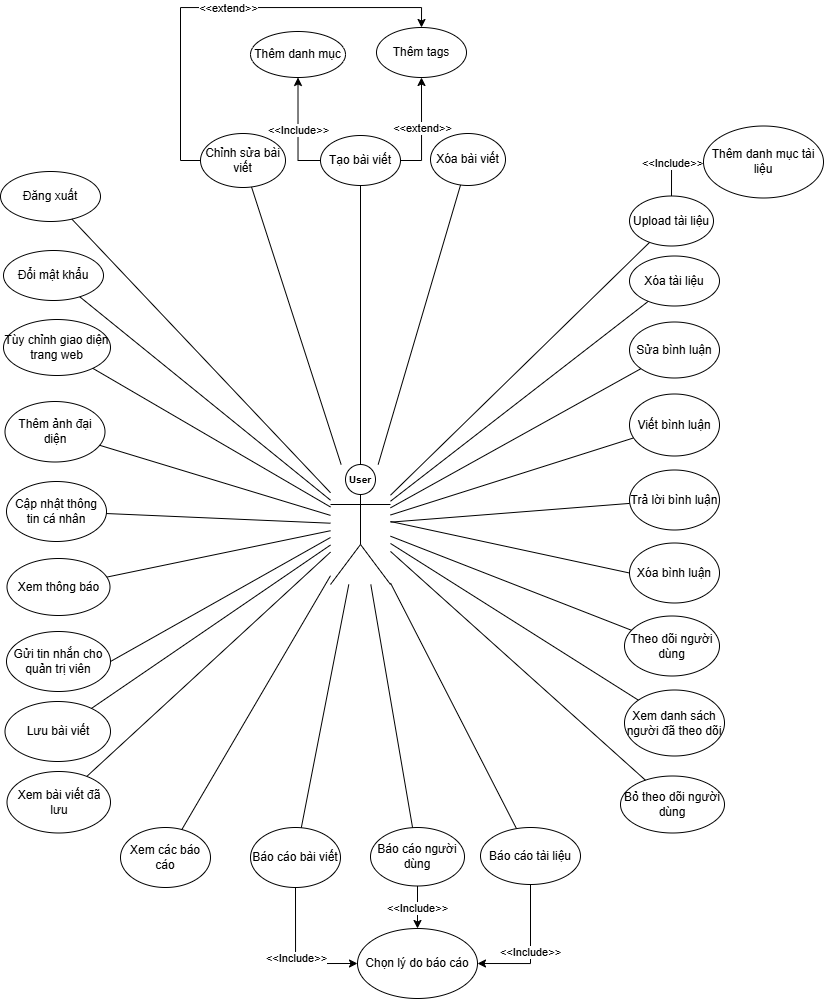 <<extend>>
Thêm danh mục
Thêm tags
<<Include>>
<<extend>>
Chỉnh sửa bài
viết
Tạo bài viết
Xóa bài viết
<<Include>>
Thêm danh mục tài
liệu
Đăng xuất
Upload tài liệu
Đổi mật khẩu
Xóa tài liệu
Tùy chỉnh giao diện
trang web
Sửa bình luận
Thêm ảnh đại
diện
Viết bình luận
User
Cập nhật thông
tin cá nhân
Trả lời bình luận
Xem thông báo
Xóa bình luận
Gửi tin nhắn cho
quản trị viên
Theo dõi người
dùng
Lưu bài viết
Xem danh sách
người đã theo dõi
Xem bài viết đã
lưu
Bỏ theo dõi người
dùng
Xem các báo
cáo
Báo cáo bài viết
Báo cáo người
dùng
Báo cáo tài liệu
<<Include>>
<<Include>>
<<Include>>
Chọn lý do báo cáo